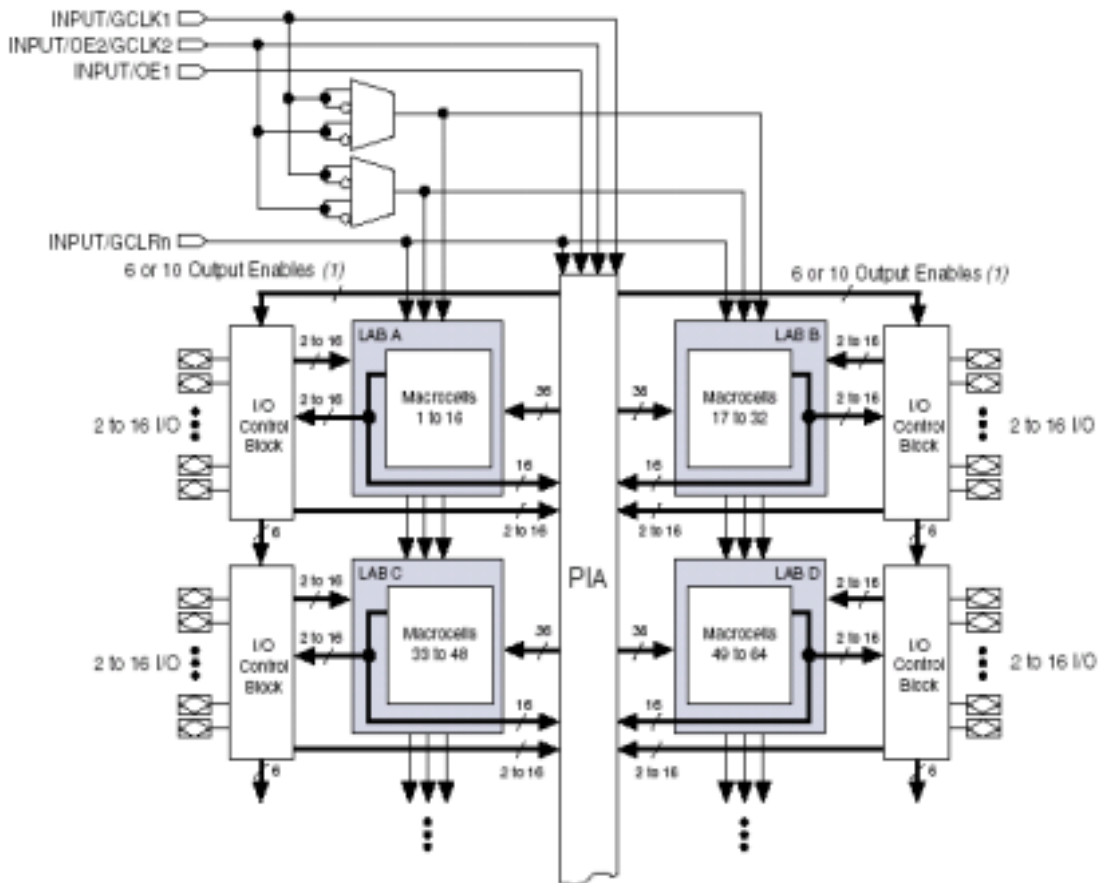 INPUT/GCLK1
INPUT/OE2/GCLK2
INPUT/OE1
INPUT/GCLRn
6 or 10 Output Enables (1)
6 or 10 Output Enables (1)
LAB A
LAB B
2 to 16
2 to 16
Macrocells
1 to 16
Macrocells
17 to 32
36
36
2 to 16
2 to 16
2 to 16 I/O
I/O
Control
Block
I/O
Control
Block
2 to 16 I/O
16
16
2 to 16
2 to 16
6
6
PIA
LAB C
LAB D
2 to 16
2 to 16
Macrocells
33 to 48
Macrocells
49 to 64
36
36
2 to 16
2 to 16
2 to 16 I/O
I/O
Control
Block
I/O
Control
Block
2 to 16 I/O
16
16
2 to 16
2 to 16
6
6